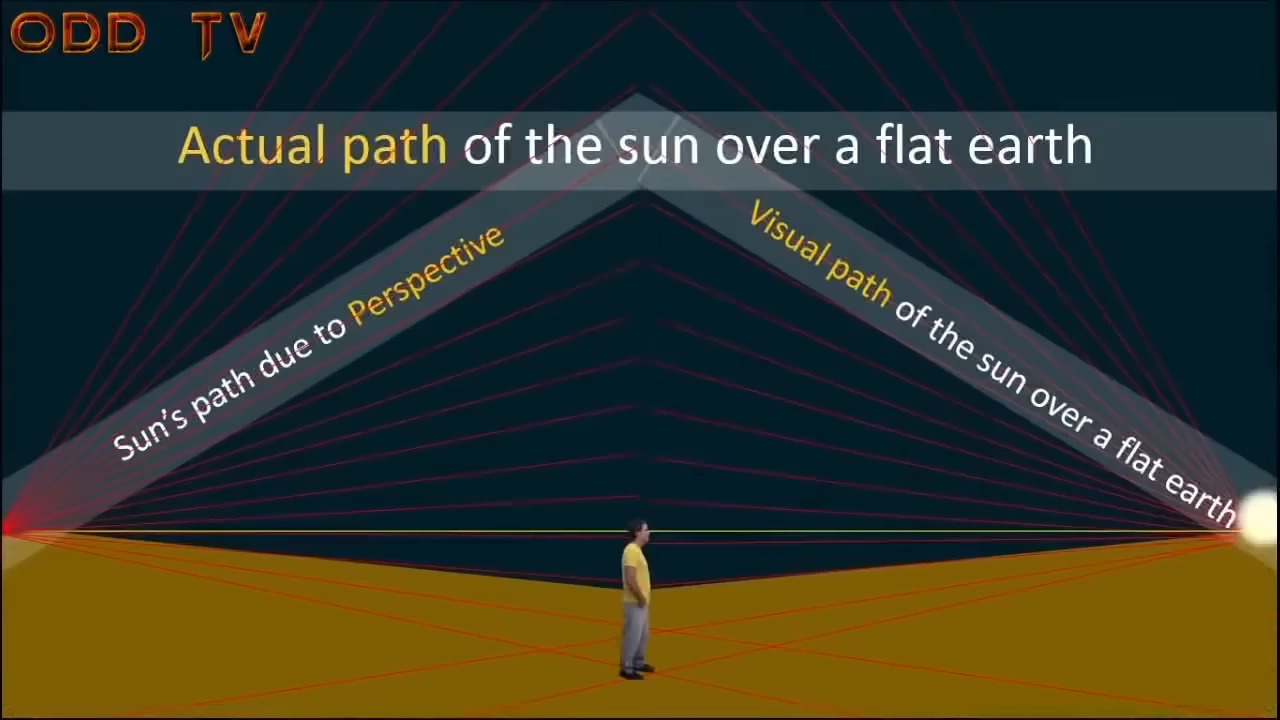 ODD TV
Actual path of the sun over a flat earth
Sun's path due to Perspective
Visual path of the sun over a flat earth